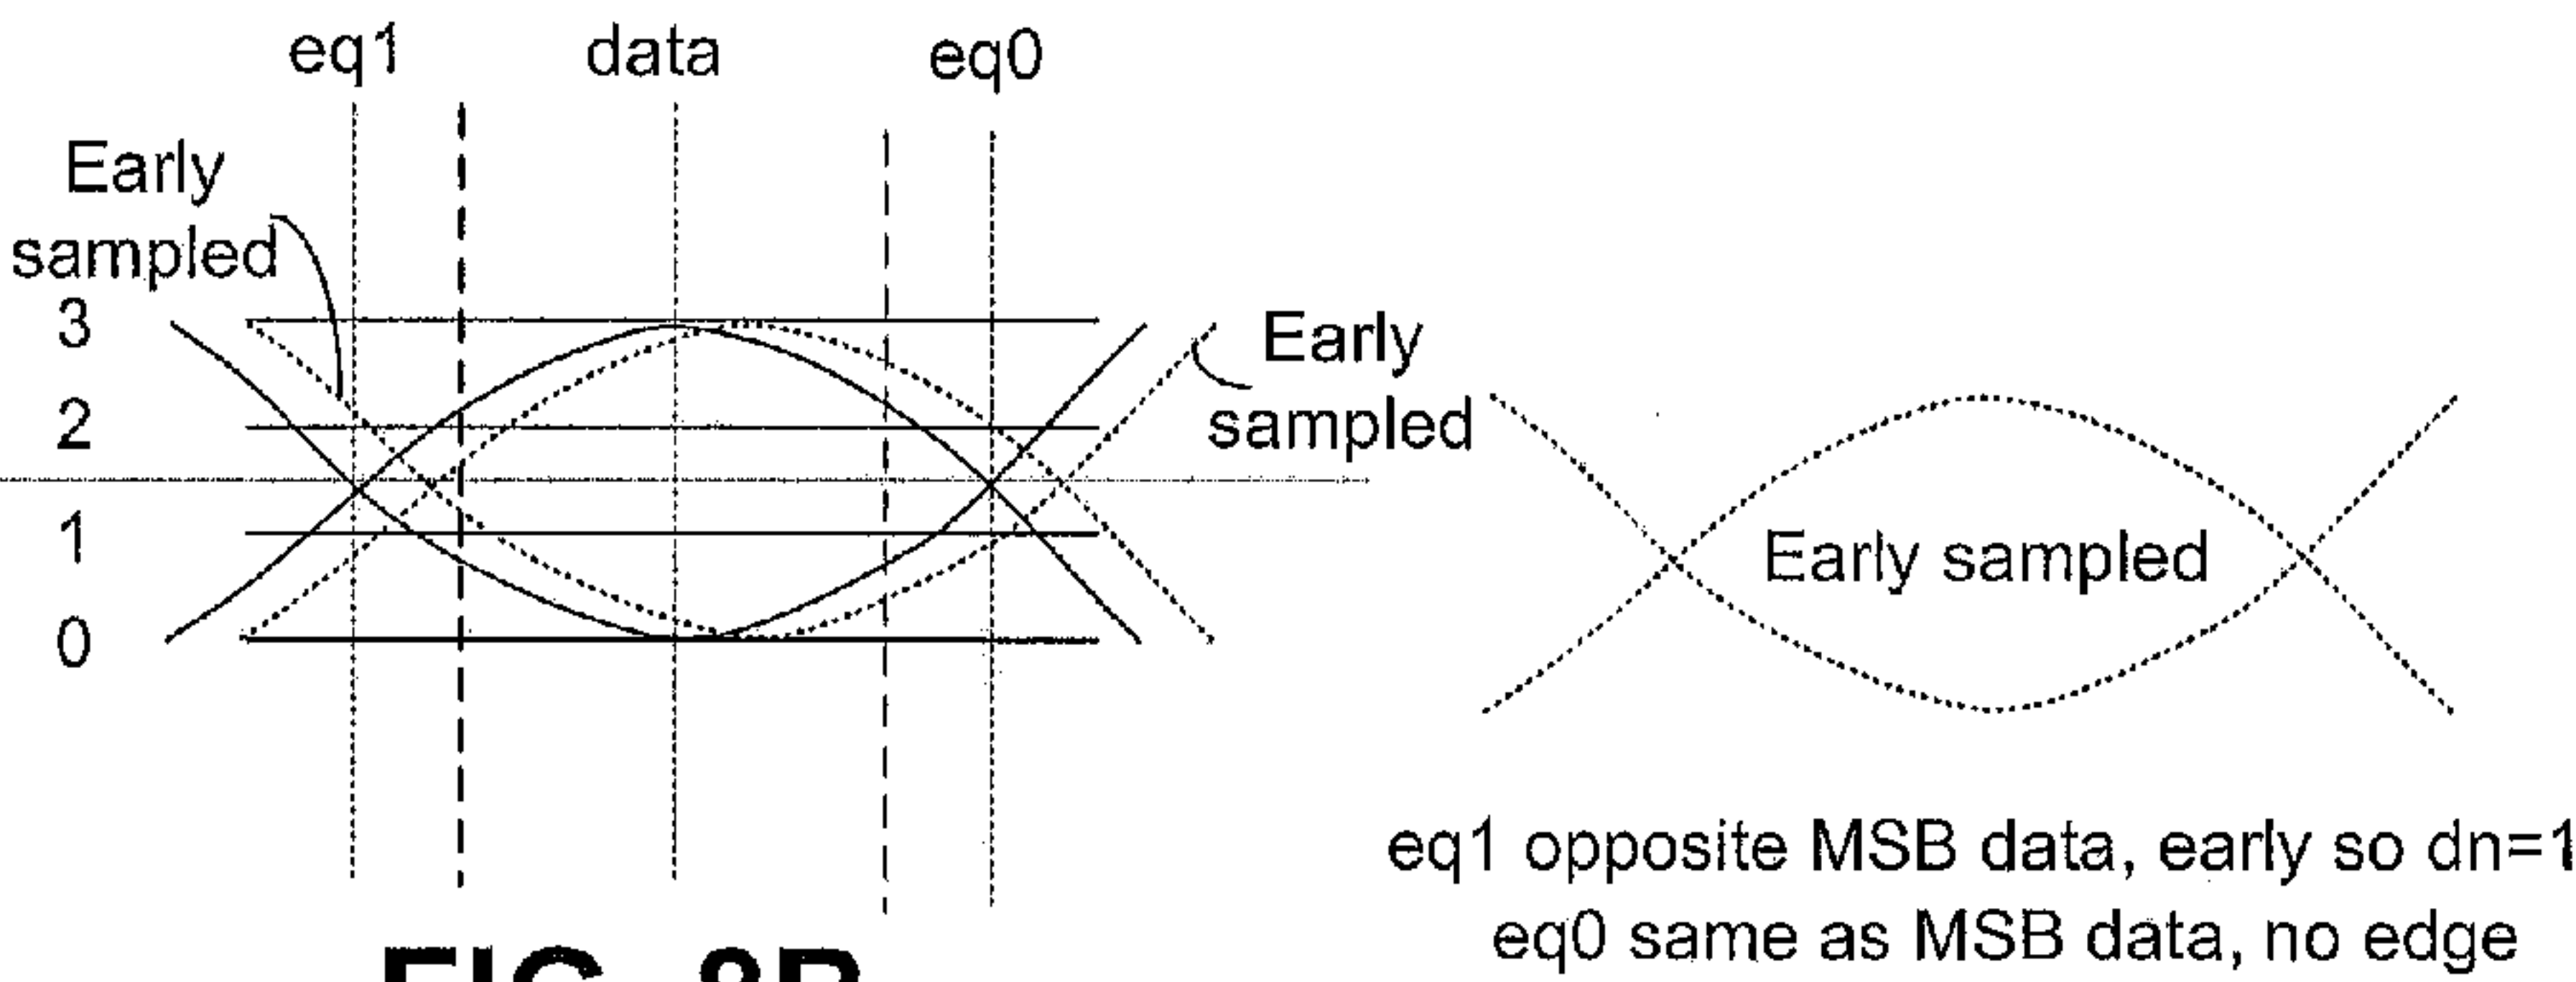 eq1 data eq0
Early
sampled
3
2
1
0
Early
sampled
Early sampled
eq1 opposite MSB data, early so dn=1
eq0 same as MSB data, no edge